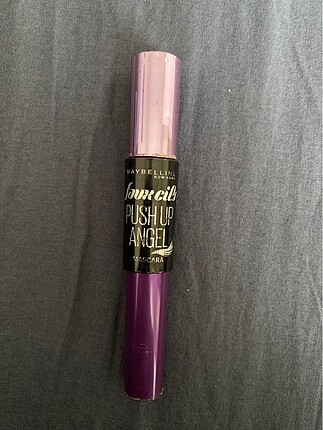 MAYBELLINE
NEW YORK
faux cils
PUSH UP
ANGEL
MASCARA